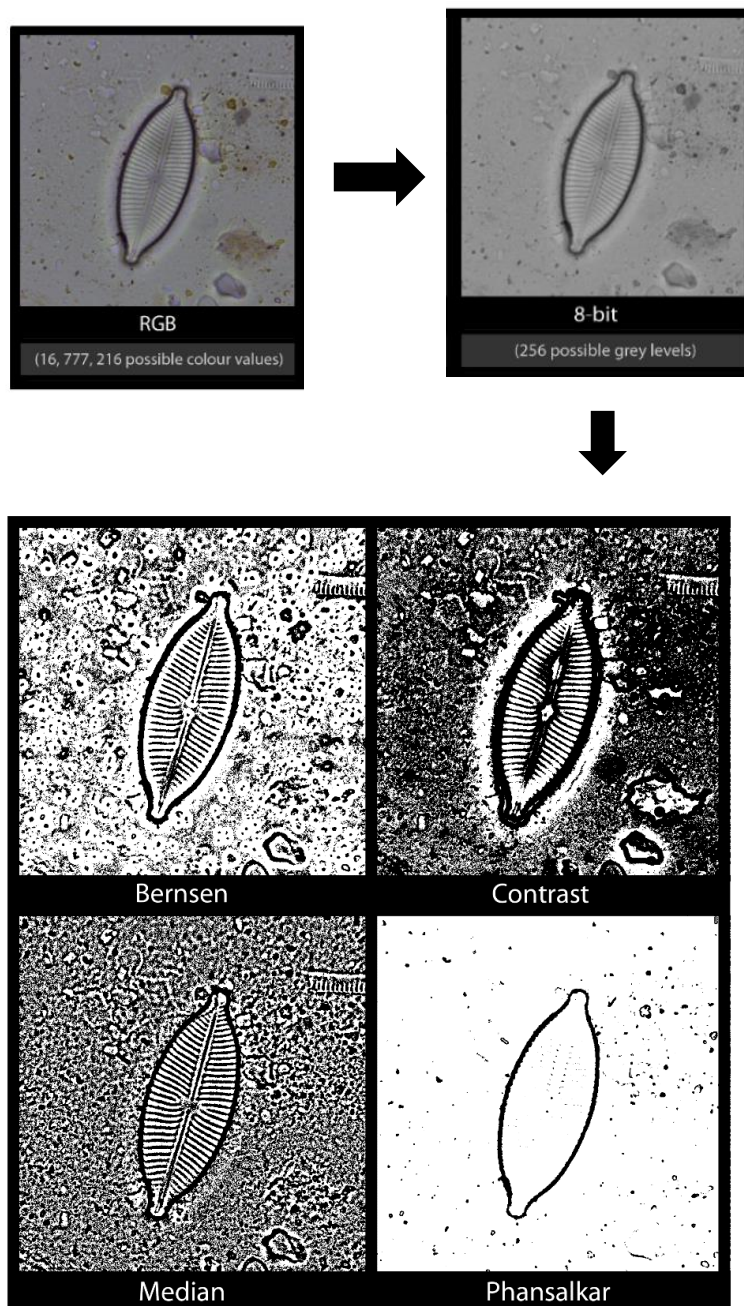 RGB
(16, 777, 216 possible colour values)
8-bit
(256 possible grey levels)
Bernsen
Contrast
Median
Phansalkar